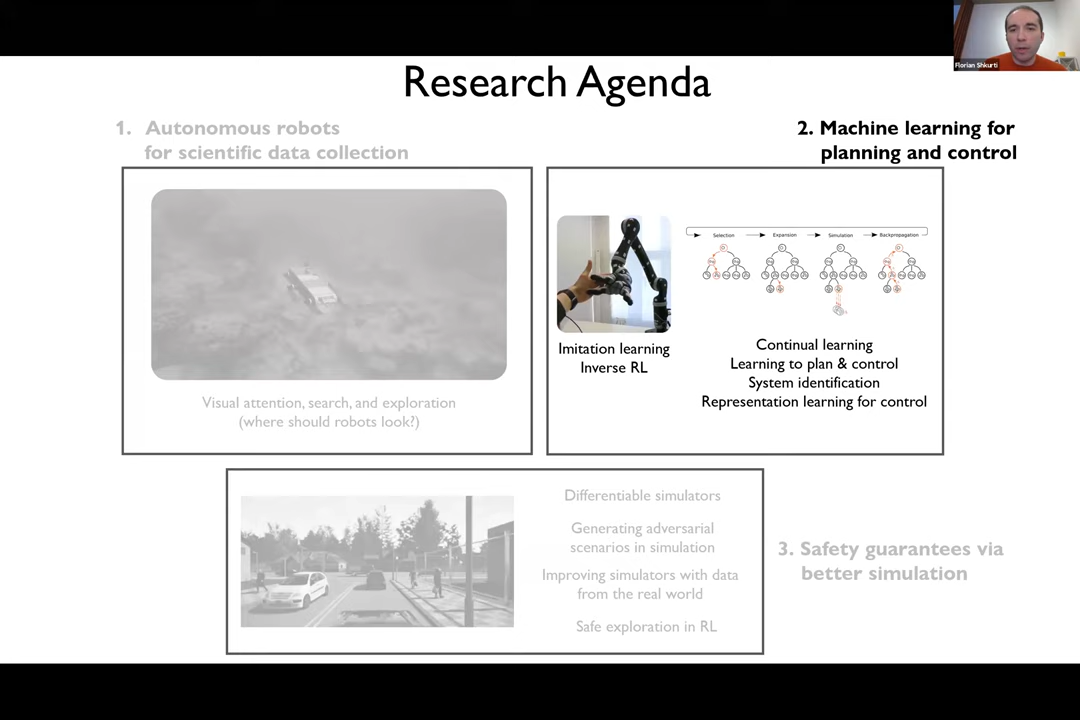 Florian Shkurti
Research Agenda
1. Autonomous robots
for scientific data collection
Visual attention, search, and exploration
(where should robots look?)
2. Machine learning for
planning and control
Imitation learning
Inverse RL
Selection
Expansion
Simulation
Backpropagation
Continual learning
Learning to plan & control
System identification
Representation learning for control
Differentiable simulators
Generating adversarial
scenarios in simulation
Improving simulators with data
from the real world
Safe exploration in RL
3. Safety guarantees via
better simulation